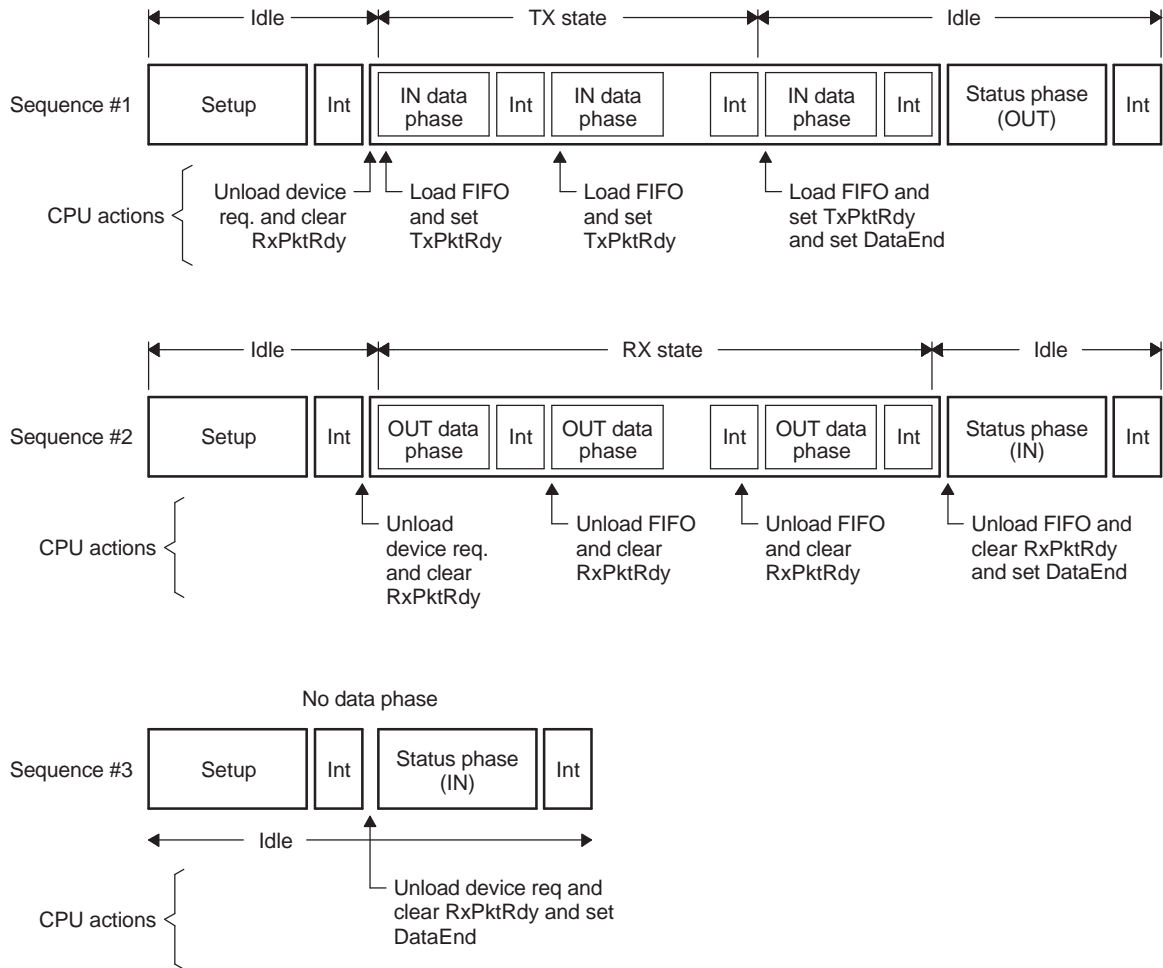 Idle
TX state
Idle
Sequence #1
Setup
Int
IN data
phase
Int
IN data
phase
Int
IN data
phase
Int
Status phase
(OUT)
Int
CPU actions
Unload device
req. and clear
RxPktRdy
Load FIFO
and set
TxPktRdy
Load FIFO
and set
TxPktRdy
Load FIFO and
set TxPktRdy
and set DataEnd
Idle
RX state
Idle
Sequence #2
Setup
Int
OUT data
phase
Int
OUT data
phase
Int
OUT data
phase
Int
Status phase
(IN)
Int
CPU actions
Unload
device req.
and clear
RxPktRdy
Unload FIFO
and clear
RxPktRdy
Unload FIFO
and clear
RxPktRdy
Unload FIFO and
clear RxPktRdy
and set DataEnd
No data phase
Sequence #3
Setup
Int
Status phase
(IN)
Int
Idle
CPU actions
Unload device req and
clear RxPktRdy and set
DataEnd